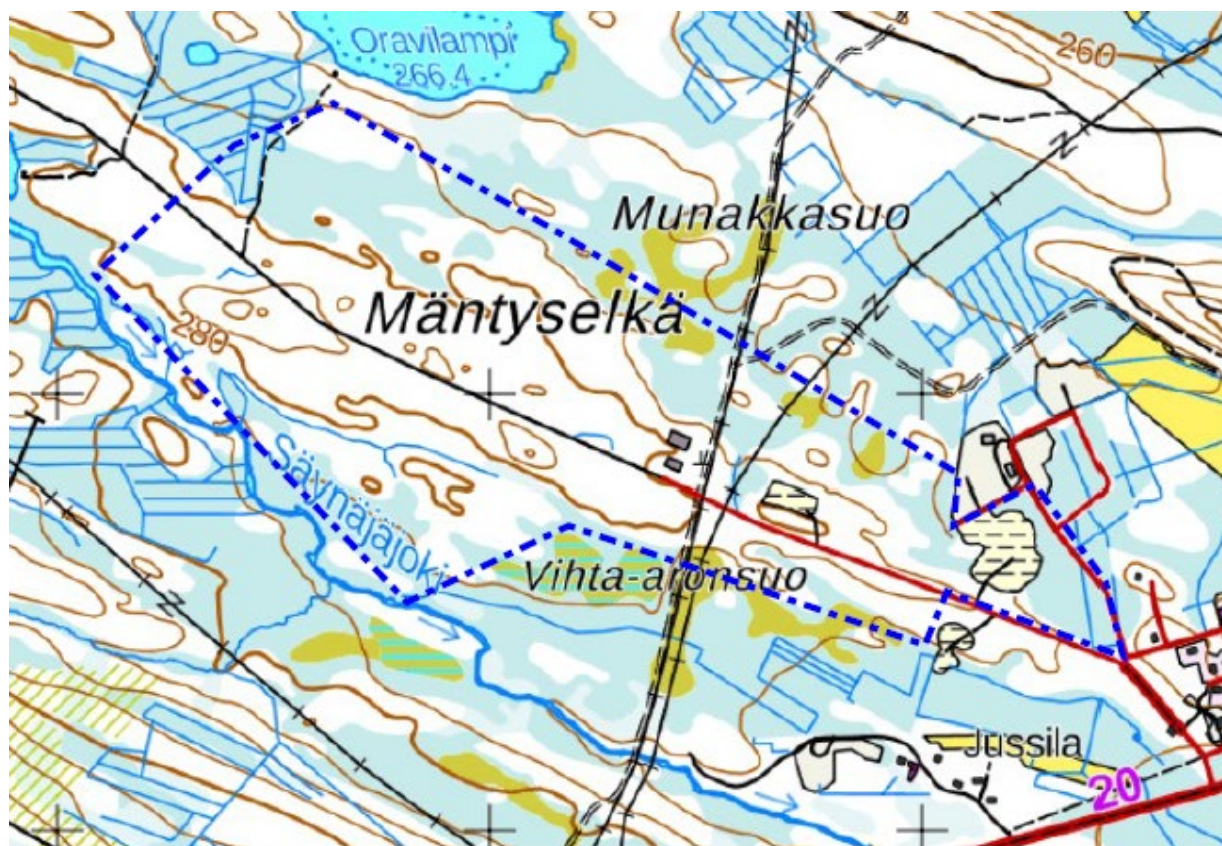 Oravilampi
266.4
260
Munakkasuo
Mäntyselkä
280
Säynäjäjoki
Vihta-aronsuo
Jussila
20